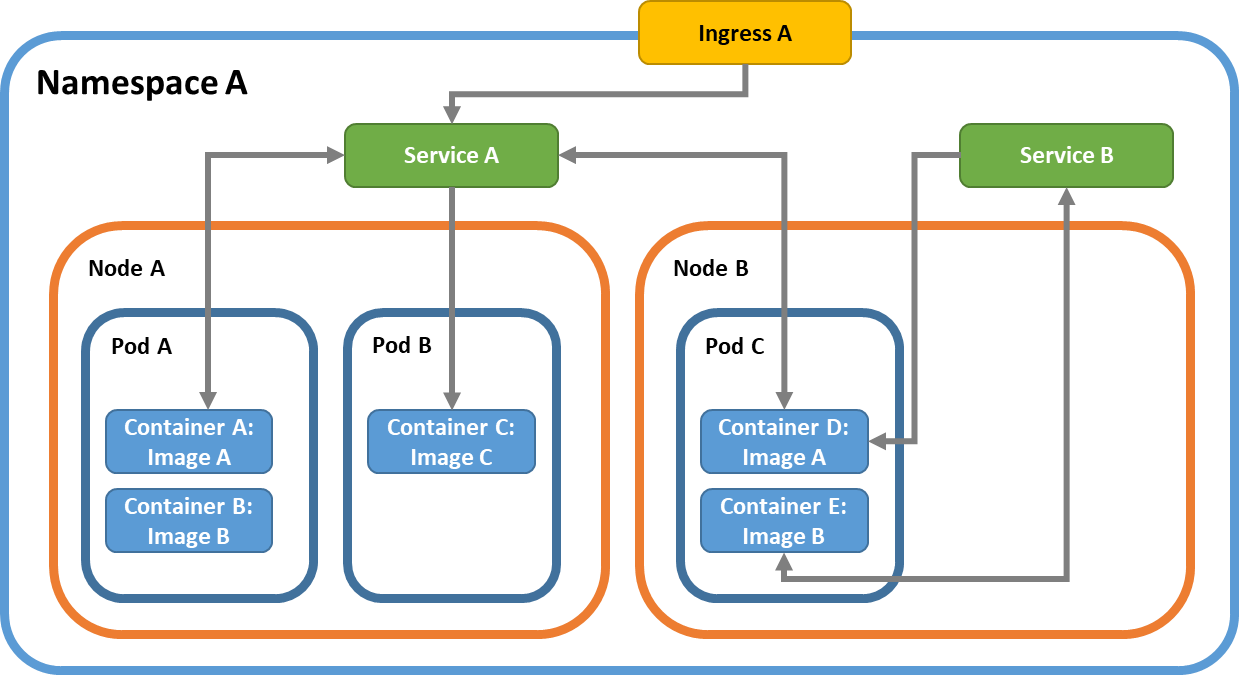 Ingress A
Namespace A
Service A
Service B
Node A
Node B
Pod A
Pod B
Pod C
Container A:
Image A
Container B:
Image B
Container C:
Image C
Container D:
Image A
Container E:
Image B